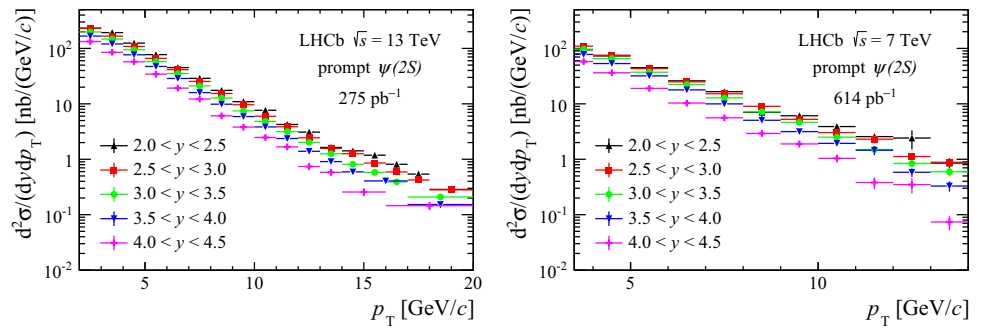 d²σ/(dydp_T) [nb/(GeV/c)]
10²
10
1
10⁻¹
10⁻²
LHCb √s = 13 TeV
prompt ψ(2S)
275 pb⁻¹
2.0 < y < 2.5
2.5 < y < 3.0
3.0 < y < 3.5
3.5 < y < 4.0
4.0 < y < 4.5
5 10 15 20
p_T [GeV/c]
d²σ/(dydp_T) [nb/(GeV/c)]
10²
10
1
10⁻¹
10⁻²
LHCb √s = 7 TeV
prompt ψ(2S)
614 pb⁻¹
2.0 < y < 2.5
2.5 < y < 3.0
3.0 < y < 3.5
3.5 < y < 4.0
4.0 < y < 4.5
5 10
p_T [GeV/c]